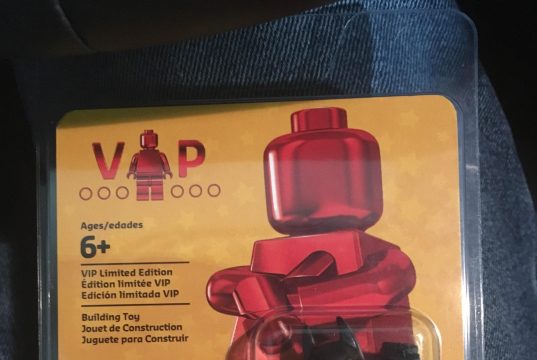 VIP
Ages/edades
6+
VIP Limited Edition
Édition limitée VIP
Edición limitada VIP
Building Toy
Jouet de Construction
Juguete para Construir